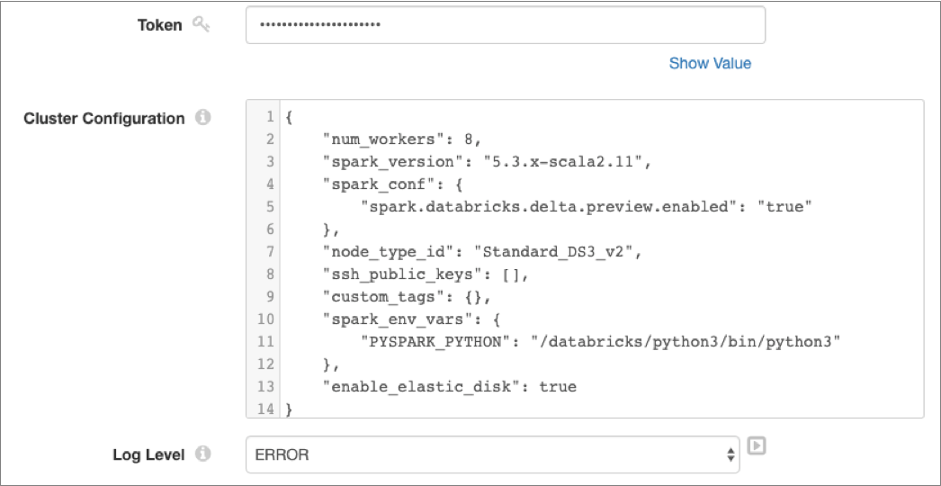 Token
•••••••••••••••••••••
Show Value
Cluster Configuration
1 {
2     "num_workers": 8,
3     "spark_version": "5.3.x-scala2.11",
4     "spark_conf": {
5         "spark.databricks.delta.preview.enabled": "true"
6     },
7     "node_type_id": "Standard_DS3_v2",
8     "ssh_public_keys": [],
9     "custom_tags": {},
10     "spark_env_vars": {
11         "PYSPARK_PYTHON": "/databricks/python3/bin/python3"
12     },
13     "enable_elastic_disk": true
14 }
Log Level
ERROR